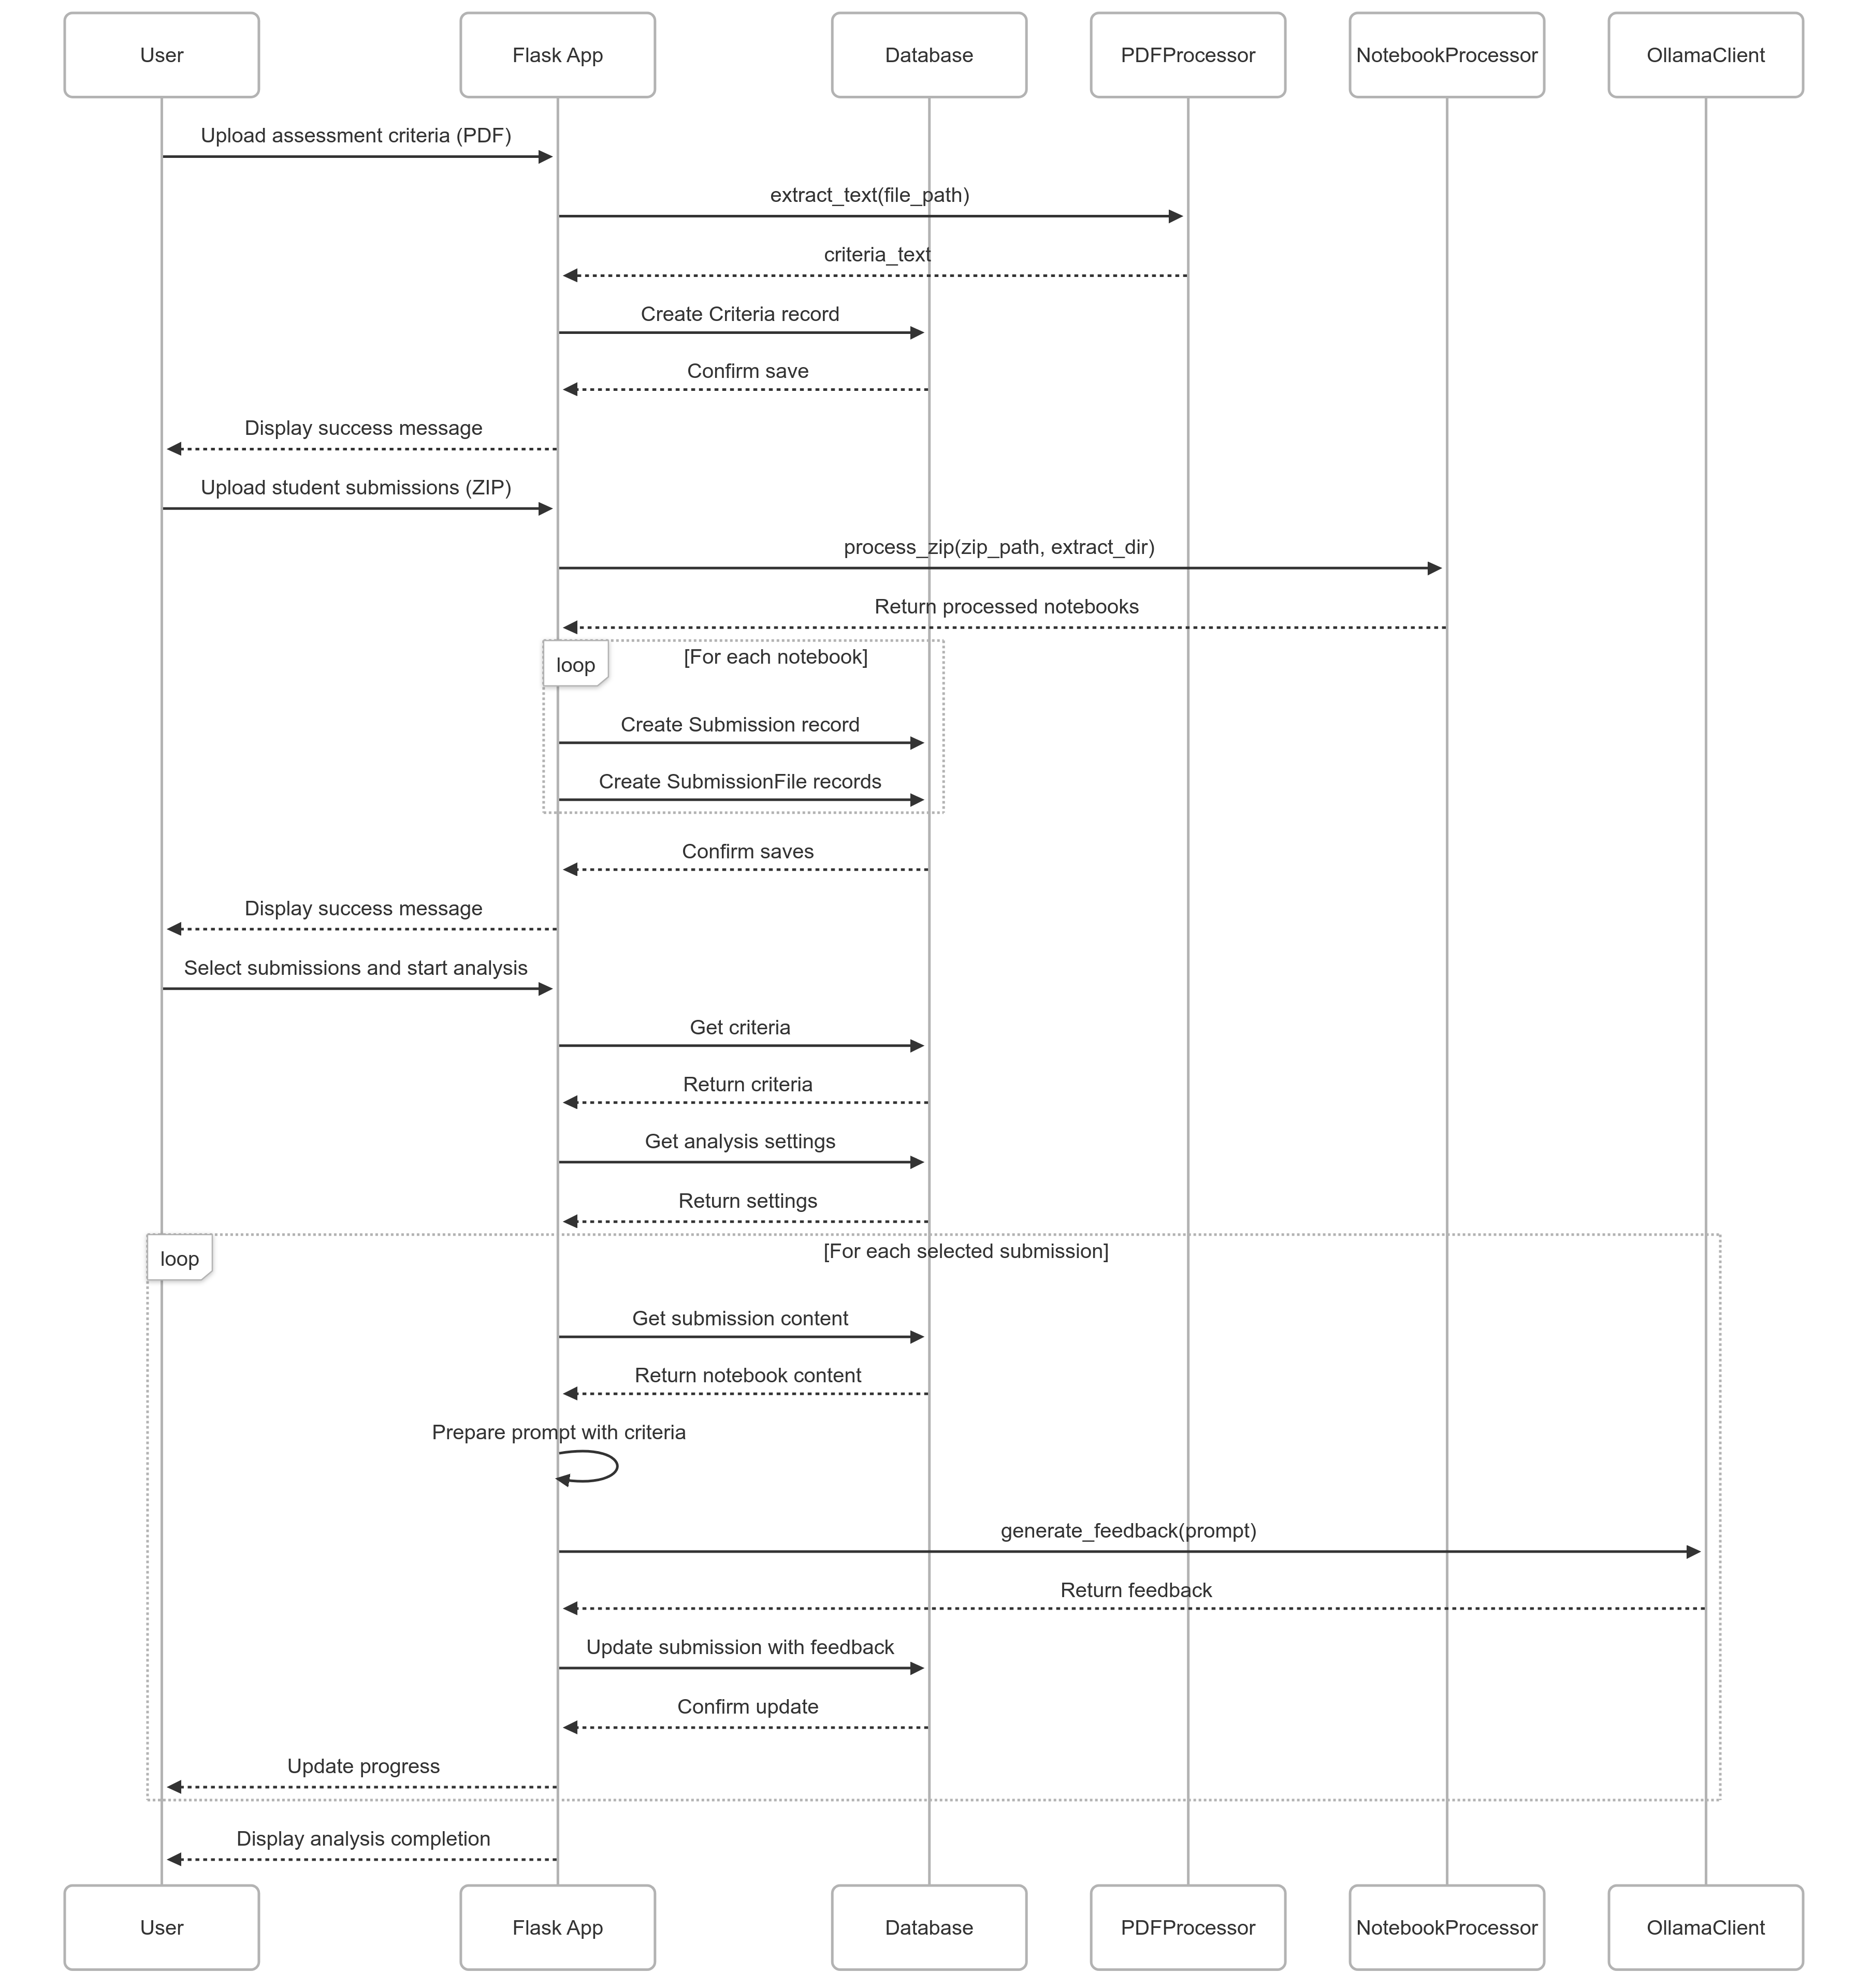 User
Flask App
Database
PDFProcessor
NotebookProcessor
OllamaClient
Upload assessment criteria (PDF)
extract_text(file_path)
criteria_text
Create Criteria record
Confirm save
Display success message
Upload student submissions (ZIP)
process_zip(zip_path, extract_dir)
Return processed notebooks
loop
[For each notebook]
Create Submission record
Create SubmissionFile records
Confirm saves
Display success message
Select submissions and start analysis
Get criteria
Return criteria
Get analysis settings
Return settings
loop
[For each selected submission]
Get submission content
Return notebook content
Prepare prompt with criteria
generate_feedback(prompt)
Return feedback
Update submission with feedback
Confirm update
Update progress
Display analysis completion
User
Flask App
Database
PDFProcessor
NotebookProcessor
OllamaClient